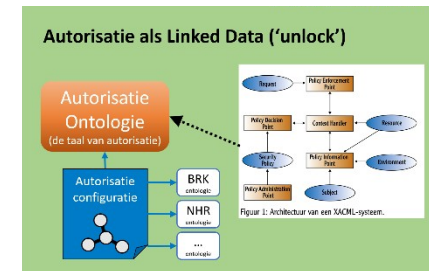 Autorisatie als Linked Data (‘unlock’)
Autorisatie
Ontologie
(de taal van autorisatie)
Autorisatie
configuratie
BRK
ontologie
NHR
ontologie
...
ontologie
Request
Policy Enforcement
Point
Policy Decision
Point
Context Handler
Resource
Security
Policy
Policy Information
Point
Environment
Policy Administration
Point
Subject
Figuur 1: Architectuur van een XACML-systeem.